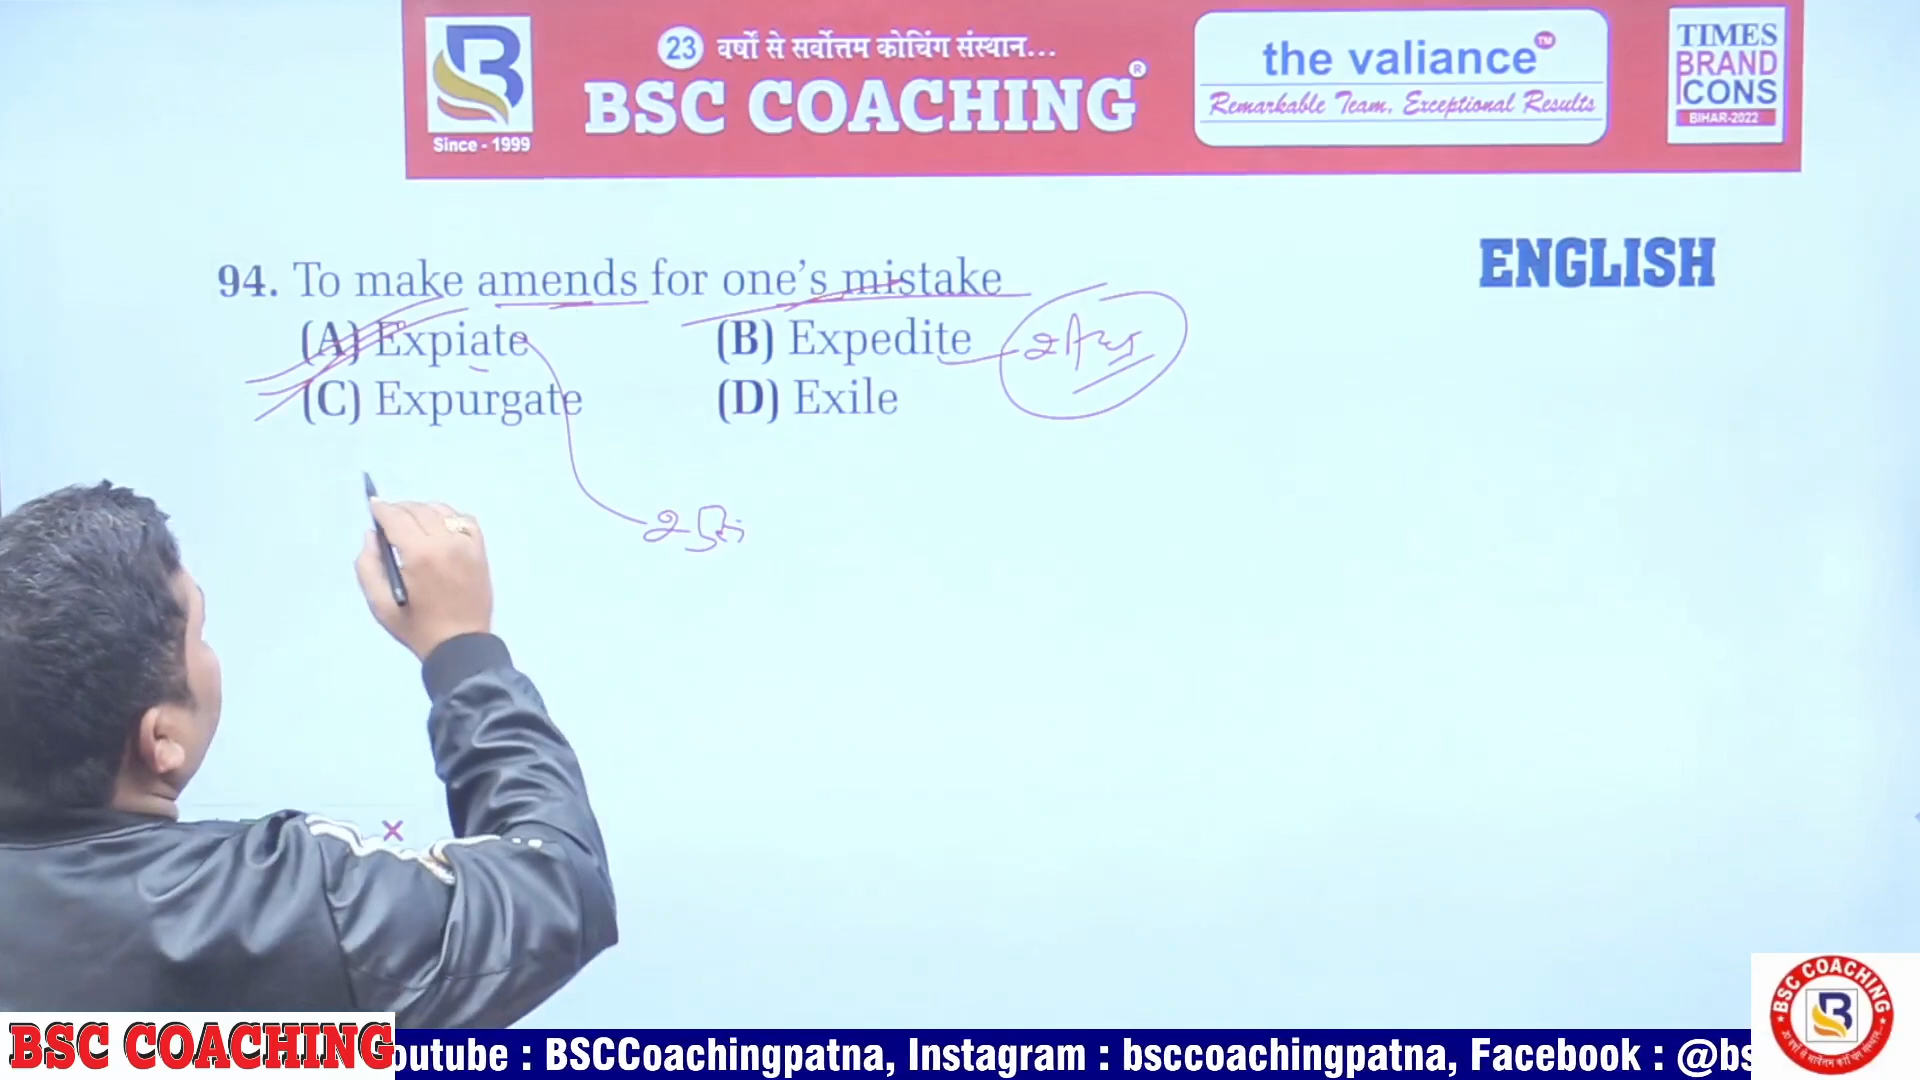 23 वर्षों से सर्वोत्तम कोचिंग संस्थान...
BSC COACHING®
Since - 1999
the valiance™
Remarkable Team, Exceptional Results
TIMES
BRAND
ICONS
BIHAR-2022
ENGLISH
94. To make amends for one's mistake
(A) Expiate (B) Expedite
(C) Expurgate (D) Exile
BSC COACHING
outube : BSCCoachingpatna, Instagram : bsccoachingpatna, Facebook : @bs
BSC COACHING